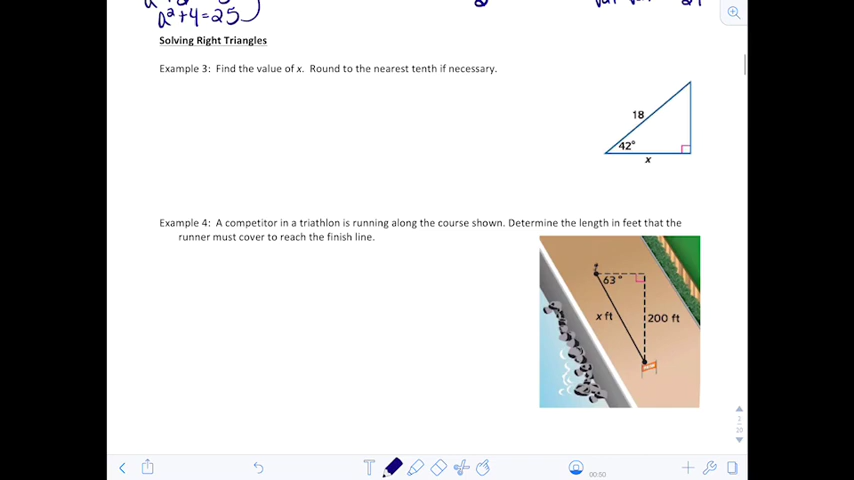 a²+4=25
Solving Right Triangles
Example 3: Find the value of x. Round to the nearest tenth if necessary.
18
42°
x
Example 4: A competitor in a triathlon is running along the course shown. Determine the length in feet that the
runner must cover to reach the finish line.
63°
x ft
200 ft
2
10
T
00:50